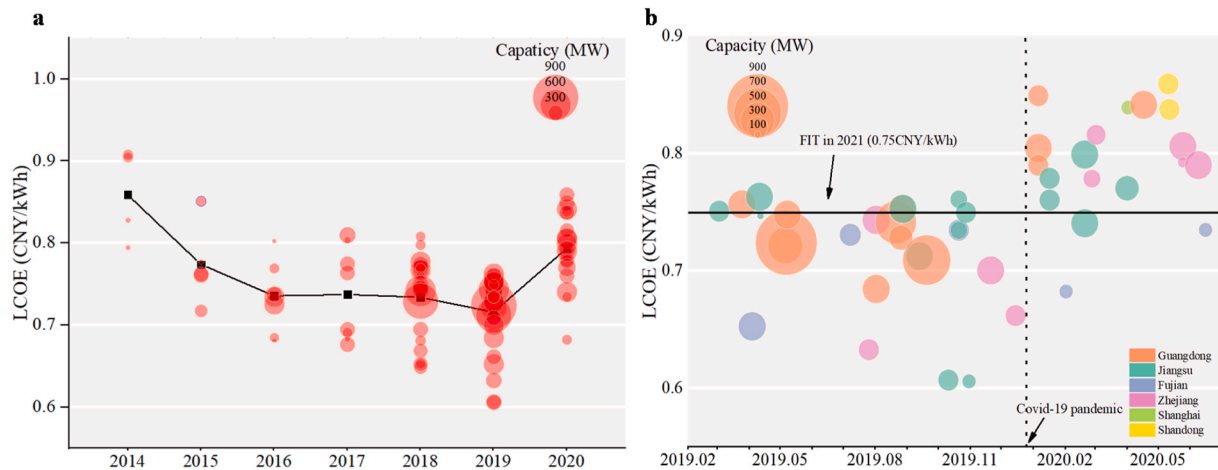 a
Capaticy (MW)
900
600
300
1.0
0.9
0.8
0.7
0.6
LCOE (CNY/kWh)
2014 2015 2016 2017 2018 2019 2020
b
Capacity (MW)
900
700
500
300
100
FIT in 2021 (0.75CNY/kWh)
0.9
0.8
0.7
0.6
LCOE (CNY/kWh)
Guangdong
Jiangsu
Fujian
Zhejiang
Shanghai
Shandong
Covid-19 pandemic
2019.02 2019.05 2019.08 2019.11 2020.02 2020.05